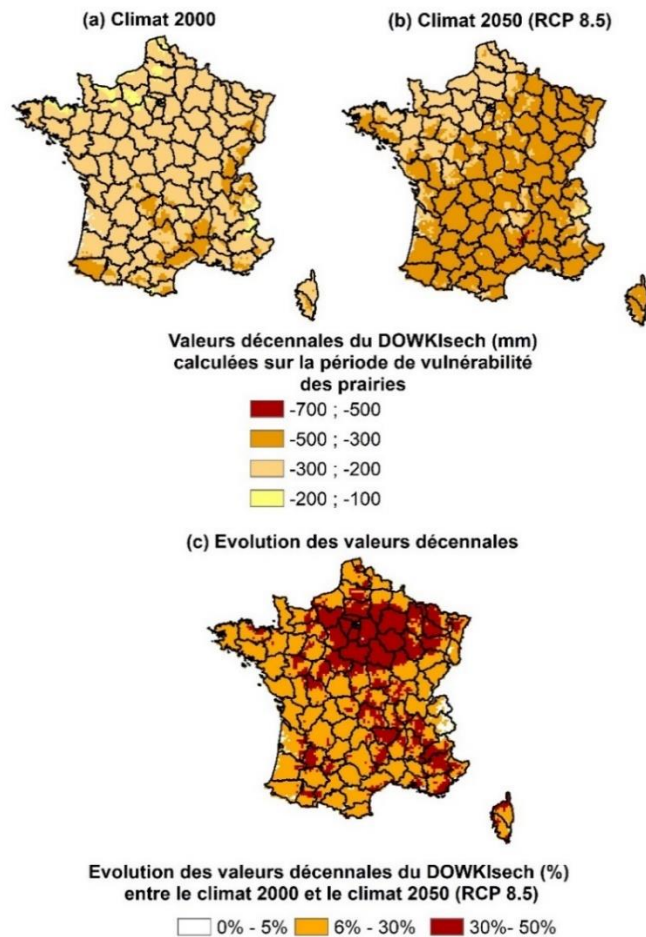 (a) Climat 2000
(b) Climat 2050 (RCP 8.5)
Valeurs décennales du DOWKIsech (mm)
calculées sur la période de vulnérabilité
des prairies
-700 ; -500
-500 ; -300
-300 ; -200
-200 ; -100
(c) Evolution des valeurs décennales
Evolution des valeurs décennales du DOWKIsech (%)
entre le climat 2000 et le climat 2050 (RCP 8.5)
0% - 5% 6% - 30% 30%- 50%